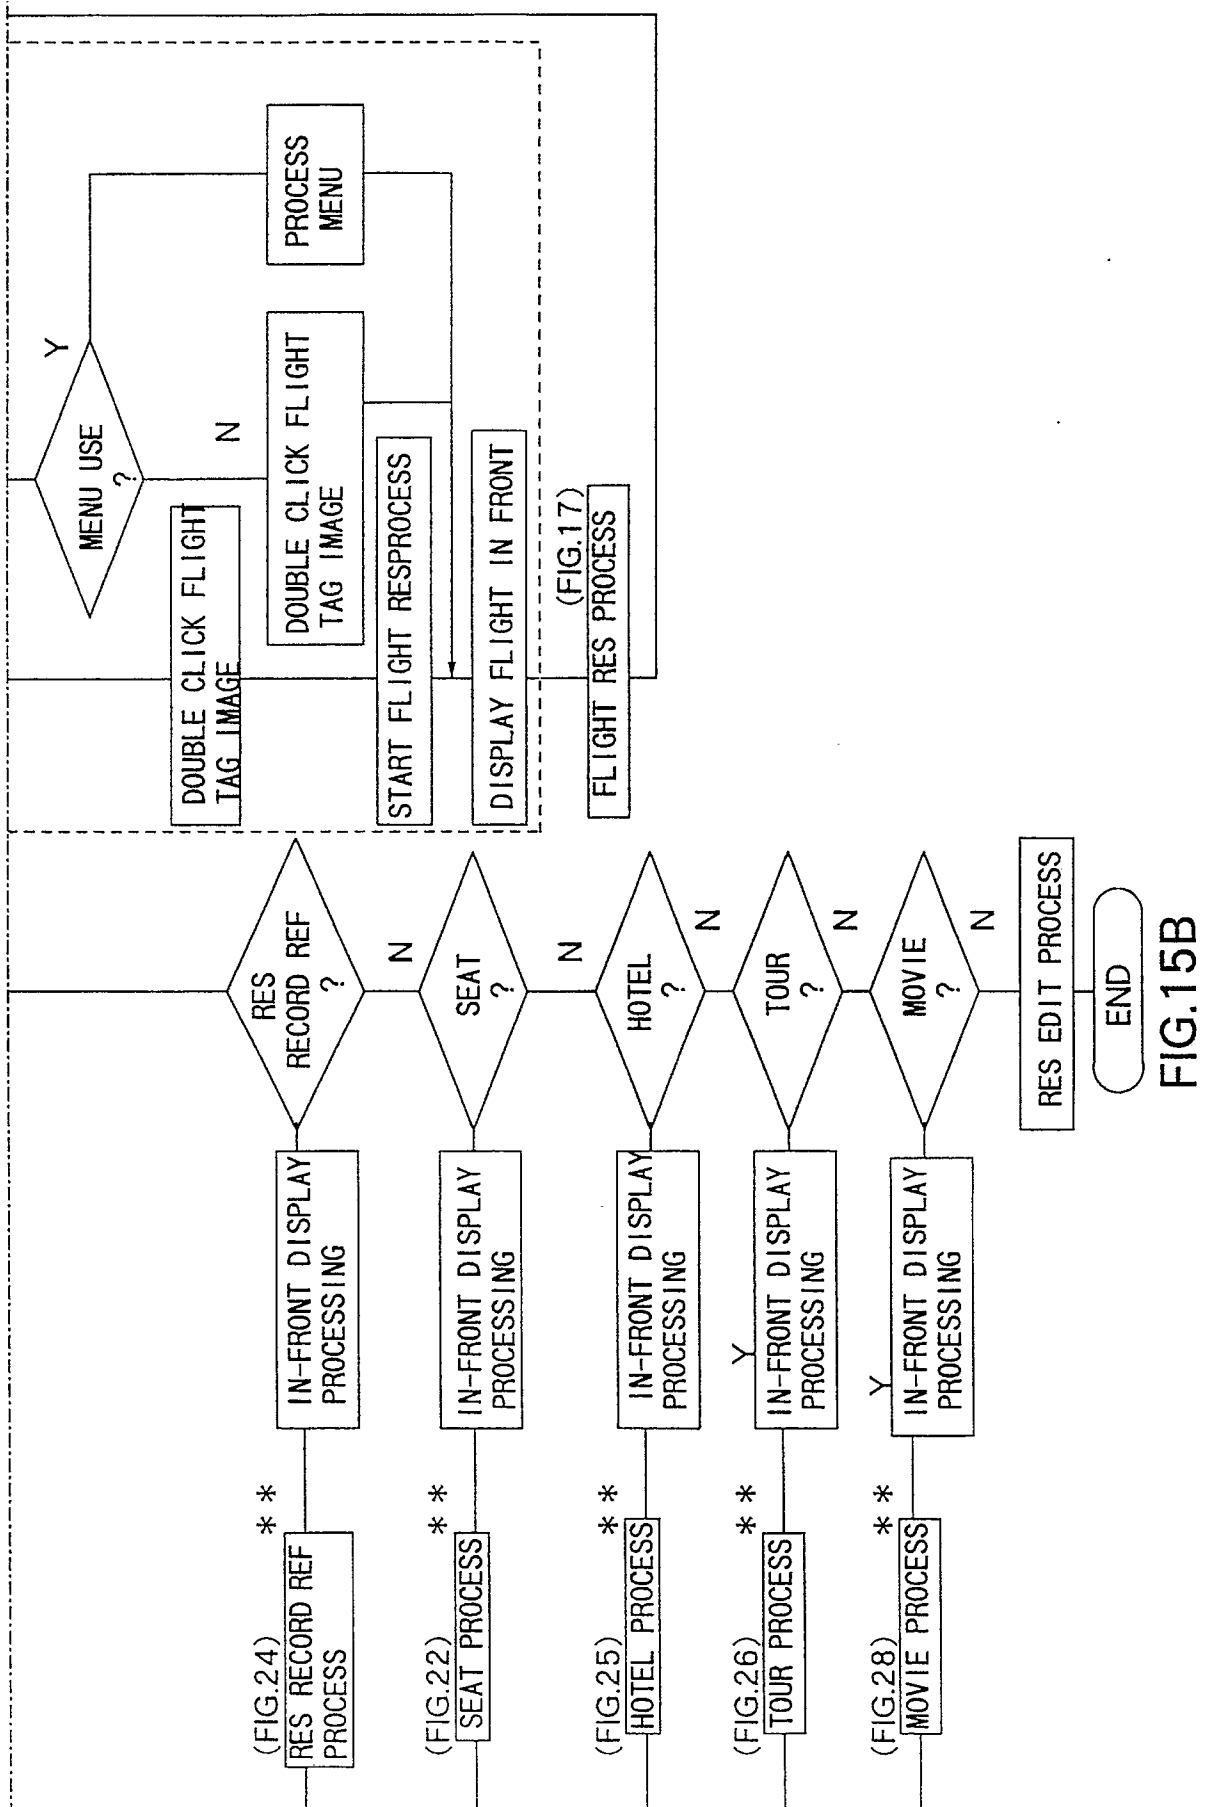 MENU USE
?
Y
N
PROCESS
MENU
DOUBLE CLICK FLIGHT
TAG IMAGE
DOUBLE CLICK FLIGHT
TAG IMAGE
START FLIGHT RESPROCESS
DISPLAY FLIGHT IN FRONT
(FIG.17)
FLIGHT RES PROCESS
RES
RECORD REF
?
N
IN-FRONT DISPLAY
PROCESSING
**
(FIG.24)
RES RECORD REF
PROCESS
SEAT
?
N
IN-FRONT DISPLAY
PROCESSING
**
(FIG.22)
SEAT PROCESS
HOTEL
?
N
IN-FRONT DISPLAY
PROCESSING
**
(FIG.25)
HOTEL PROCESS
TOUR
?
N
Y
IN-FRONT DISPLAY
PROCESSING
**
(FIG.26)
TOUR PROCESS
MOVIE
?
N
Y
IN-FRONT DISPLAY
PROCESSING
**
(FIG.28)
MOVIE PROCESS
RES EDIT PROCESS
END
FIG.15B